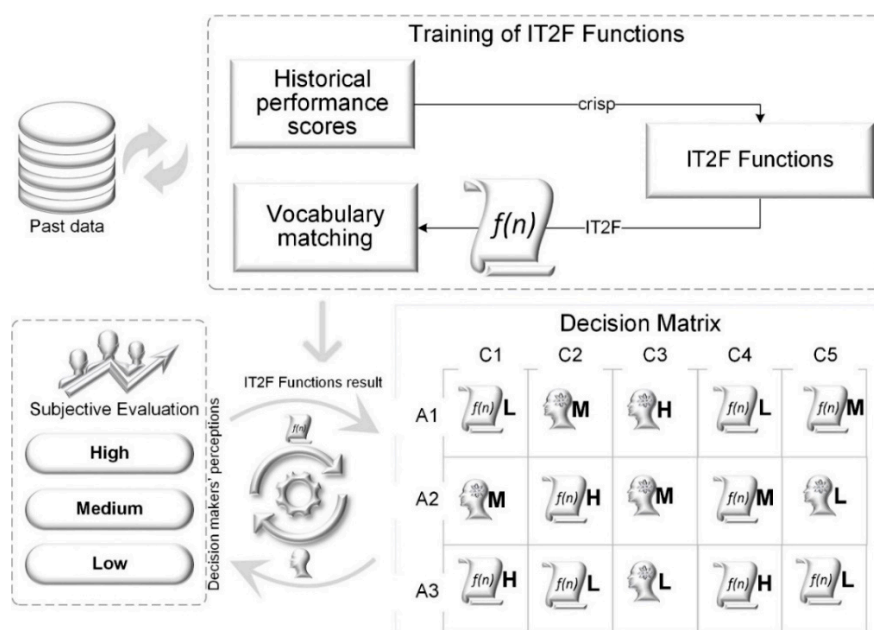 Training of IT2F Functions
Historical
performance
scores
crisp
IT2F Functions
Vocabulary
matching
f(n)
IT2F
Past data
Subjective Evaluation
High
Medium
Low
Decision makers' perceptions
IT2F Functions result
f(n)
Decision Matrix
C1 C2 C3 C4 C5
A1 f(n) L M H f(n) L f(n) M
A2 M f(n) H M f(n) M L
A3 f(n) H f(n) L L f(n) H f(n) L